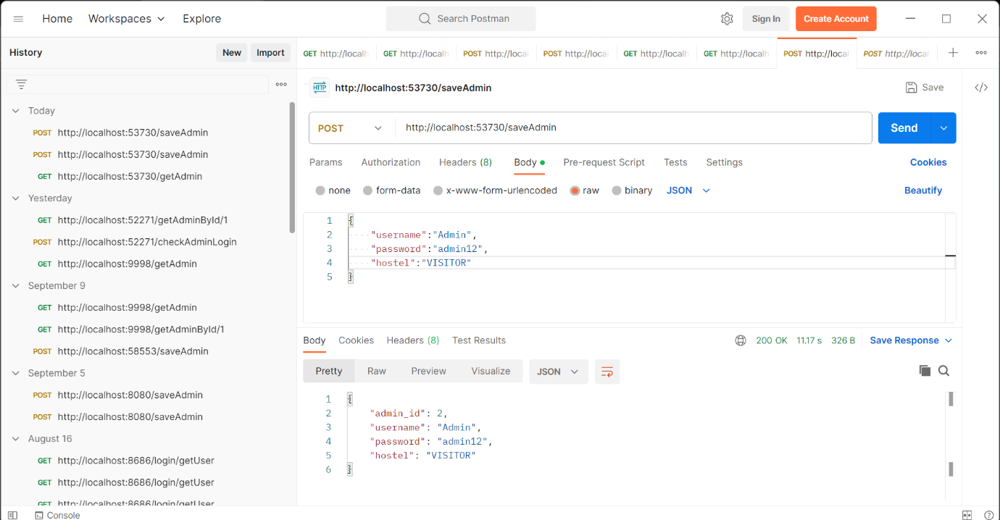 Home Workspaces Explore Search Postman Sign In Create Account
History New Import
GET http://localh GET http://localh POST http://local POST http://loca GET http://localh GET http://localh POST http://local POST http://local
HTTP http://localhost:53730/saveAdmin Save
POST http://localhost:53730/saveAdmin Send
Params Authorization Headers (8) Body Pre-request Script Tests Settings Cookies
none form-data x-www-form-urlencoded raw binary JSON Beautify
1 {
2 "username":"Admin",
3 "password":"admin12",
4 "hostel":"VISITOR"
5 }
Today
POST http://localhost:53730/saveAdmin
POST http://localhost:53730/saveAdmin
GET http://localhost:53730/getAdmin
Yesterday
GET http://localhost:52271/getAdminById/1
POST http://localhost:52271/checkAdminLogin
GET http://localhost:9998/getAdmin
September 9
GET http://localhost:9998/getAdmin
GET http://localhost:9998/getAdminById/1
POST http://localhost:58553/saveAdmin
September 5
POST http://localhost:8080/saveAdmin
POST http://localhost:8080/saveAdmin
August 16
GET http://localhost:8686/login/getUser
GET http://localhost:8686/login/getUser
GET http://localhost:8686/login/getUser
Body Cookies Headers (8) Test Results 200 OK 11.17 s 326 B Save Response
Pretty Raw Preview Visualize JSON
1 {
2 "admin_id": 2,
3 "username": "Admin",
4 "password": "admin12",
5 "hostel": "VISITOR"
6 }
Console